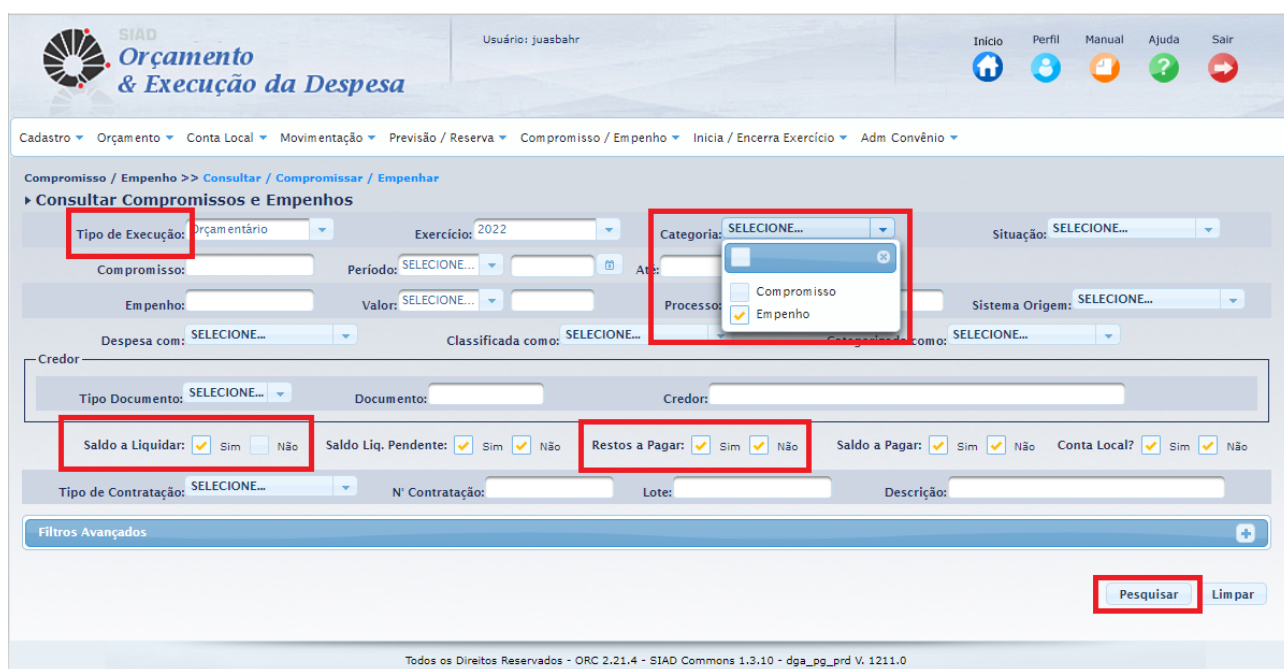 SIAD
Orçamento
& Execução da Despesa
Usuário: juasbahr
Início Perfil Manual Ajuda Sair
Cadastro Orçamento Conta Local Movimentação Previsão / Reserva Compromisso / Empenho Inicia / Encerra Exercício Adm Convênio
Compromisso / Empenho >> Consultar / Compromissar / Empenhar
Consultar Compromissos e Empenhos
Tipo de Execução: Orçamentário Exercício: 2022 Categoria: SELECIONE... Situação: SELECIONE...
Compromisso: Período: SELECIONE... Até:
Compromisso
Empenho: Valor: SELECIONE... Processo: Sistema Origem: SELECIONE...
Empenho
Despesa com: SELECIONE... Classificada como: SELECIONE... Categorizada como: SELECIONE...
Credor
Tipo Documento: SELECIONE... Documento: Credor:
Saldo a Liquidar: Sim Não Saldo Liq. Pendente: Sim Não Restos a Pagar: Sim Não Saldo a Pagar: Sim Não Conta Local? Sim Não
Tipo de Contratação: SELECIONE... N° Contratação: Lote: Descrição:
Filtros Avançados
Pesquisar Limpar
Todos os Direitos Reservados - ORC 2.21.4 - SIAD Commons 1.3.10 - dga_pg_prd V. 1211.0